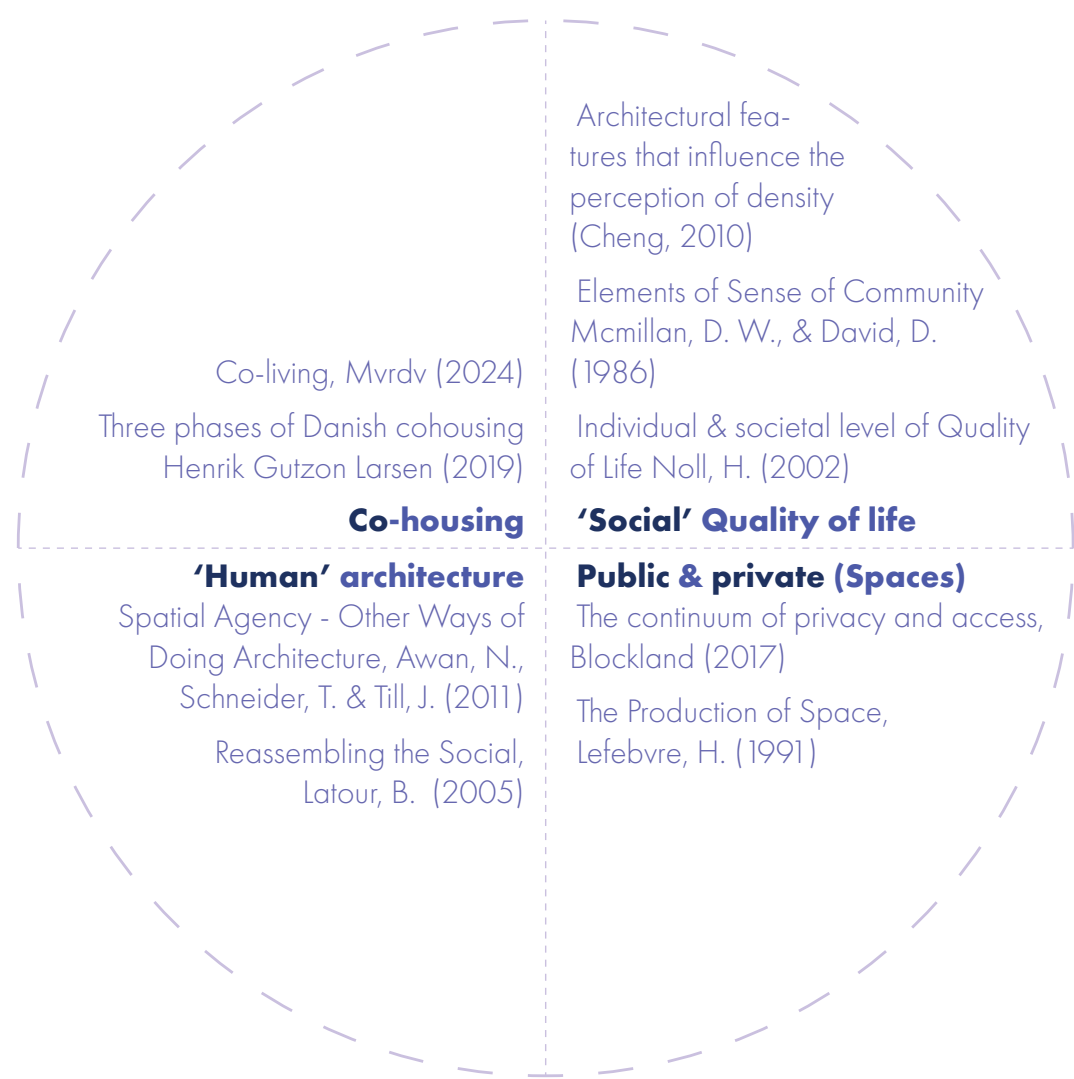 Co-living, Mvrdv (2024)
Three phases of Danish cohousing
Henrik Gutzon Larsen (2019)
Co-housing
Architectural fea-
tures that influence the
perception of density
(Cheng, 2010)
Elements of Sense of Community
Mcmillan, D. W., & David, D.
(1986)
Individual & societal level of Quality
of Life Noll, H. (2002)
‘Social’ Quality of life
‘Human’ architecture
Spatial Agency - Other Ways of
Doing Architecture, Awan, N.,
Schneider, T. & Till, J. (2011)
Reassembling the Social,
Latour, B. (2005)
Public & private (Spaces)
The continuum of privacy and access,
Blockland (2017)
The Production of Space,
Lefebvre, H. (1991)